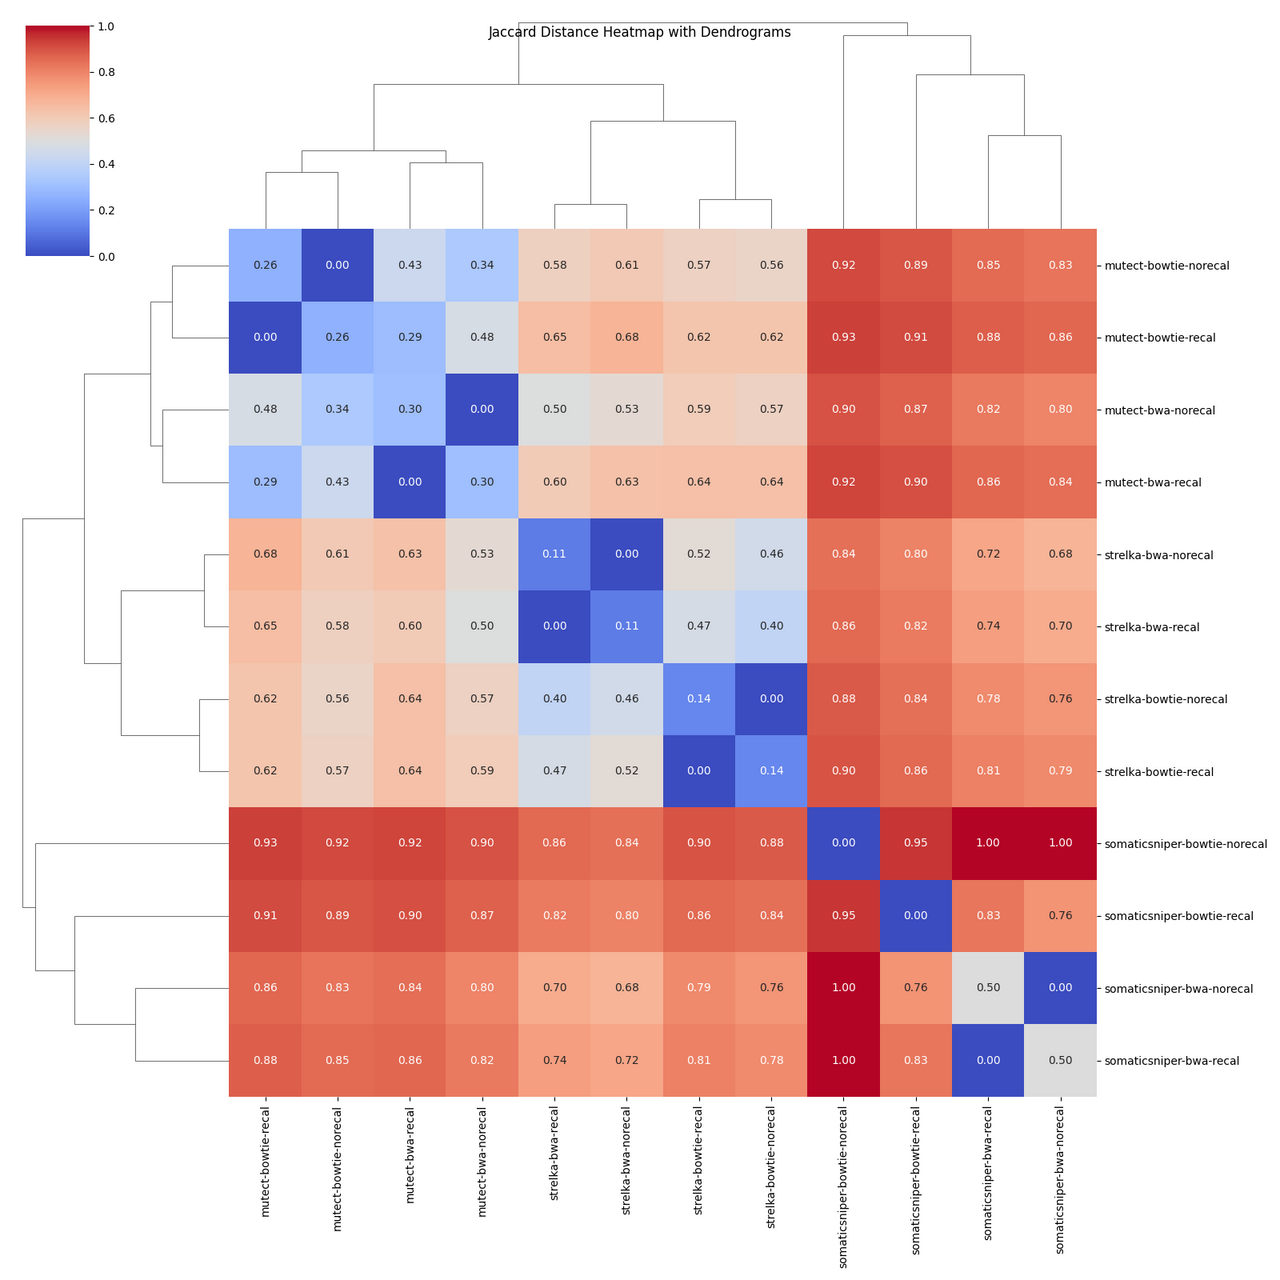 Jaccard Distance Heatmap with Dendrograms
1.0
0.8
0.6
0.4
0.2
0.0
0.26 0.00 0.43 0.34 0.58 0.61 0.57 0.56 0.92 0.89 0.85 0.83 mutect-bowtie-norecal
0.00 0.26 0.29 0.48 0.65 0.68 0.62 0.62 0.93 0.91 0.88 0.86 mutect-bowtie-recal
0.48 0.34 0.30 0.00 0.50 0.53 0.59 0.57 0.90 0.87 0.82 0.80 mutect-bwa-norecal
0.29 0.43 0.00 0.30 0.60 0.63 0.64 0.64 0.92 0.90 0.86 0.84 mutect-bwa-recal
0.68 0.61 0.63 0.53 0.11 0.00 0.52 0.46 0.84 0.80 0.72 0.68 strelka-bwa-norecal
0.65 0.58 0.60 0.50 0.00 0.11 0.47 0.40 0.86 0.82 0.74 0.70 strelka-bwa-recal
0.62 0.56 0.64 0.57 0.40 0.46 0.14 0.00 0.88 0.84 0.78 0.76 strelka-bowtie-norecal
0.62 0.57 0.64 0.59 0.47 0.52 0.00 0.14 0.90 0.86 0.81 0.79 strelka-bowtie-recal
0.93 0.92 0.92 0.90 0.86 0.84 0.90 0.88 0.00 0.95 1.00 1.00 somaticsniper-bowtie-norecal
0.91 0.89 0.90 0.87 0.82 0.80 0.86 0.84 0.95 0.00 0.83 0.76 somaticsniper-bowtie-recal
0.86 0.83 0.84 0.80 0.70 0.68 0.79 0.76 1.00 0.76 0.50 0.00 somaticsniper-bwa-norecal
0.88 0.85 0.86 0.82 0.74 0.72 0.81 0.78 1.00 0.83 0.00 0.50 somaticsniper-bwa-recal
mutect-bowtie-recal
mutect-bowtie-norecal
mutect-bwa-recal
mutect-bwa-norecal
strelka-bwa-recal
strelka-bwa-norecal
strelka-bowtie-recal
strelka-bowtie-norecal
somaticsniper-bowtie-norecal
somaticsniper-bowtie-recal
somaticsniper-bwa-recal
somaticsniper-bwa-norecal